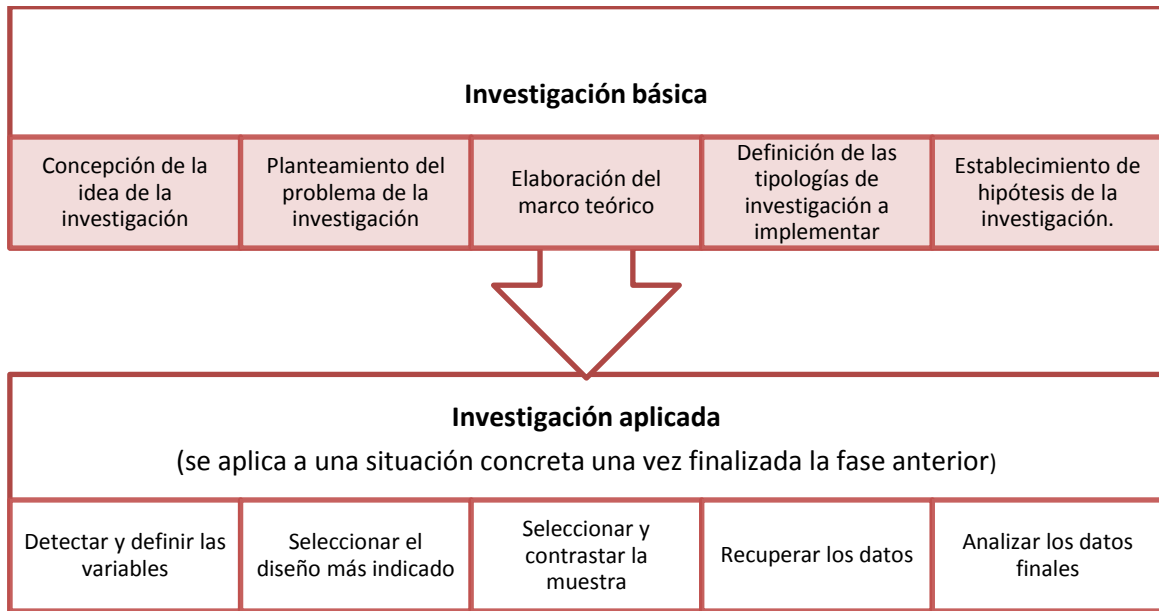 Investigación básica
Concepción de la
idea de la
investigación
Planteamiento del
problema de la
investigación
Elaboración del
marco teórico
Definición de las
tipologías de
investigación a
implementar
Establecimiento de
hipótesis de la
investigación.
Investigación aplicada
(se aplica a una situación concreta una vez finalizada la fase anterior)
Detectar y definir las
variables
Seleccionar el
diseño más indicado
Seleccionar y
contrastar la
muestra
Recuperar los datos
Analizar los datos
finales